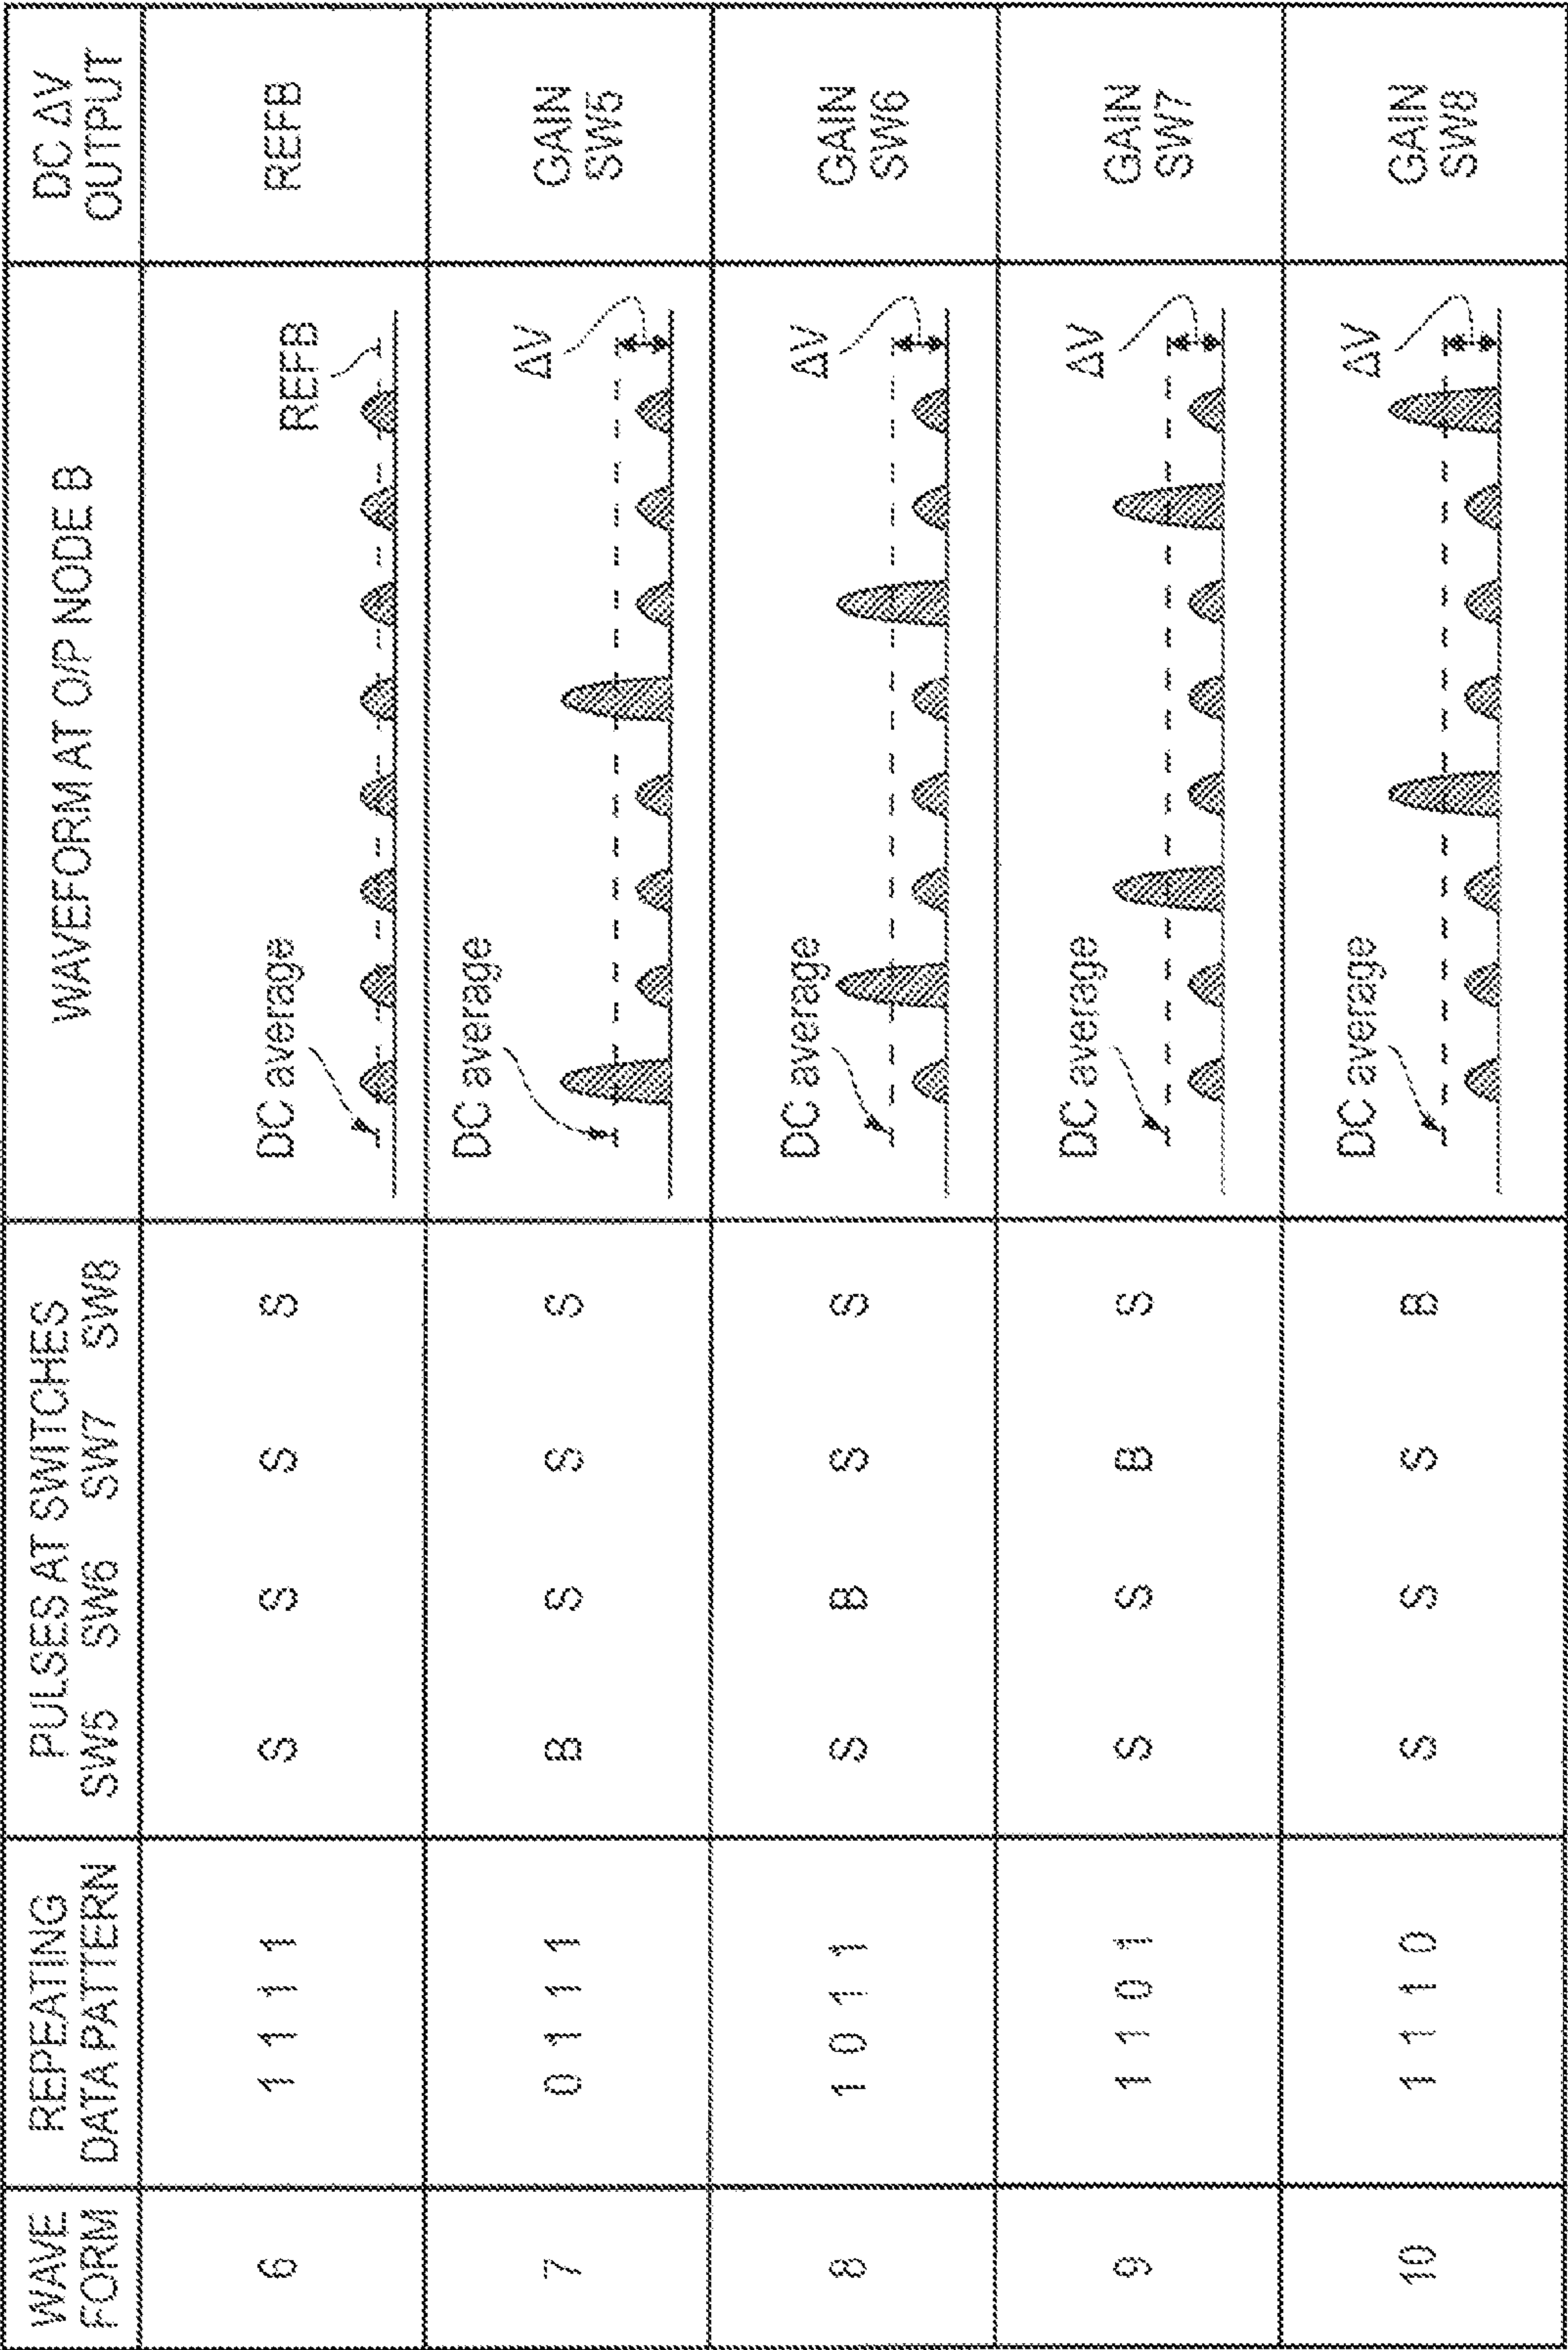 WAVE
FORM
REPEATING
DATA PATTERN
PULSES AT SWITCHES
SW5 SW6 SW7 SW8
WAVEFORM AT O/P NODE B
DC ΔV
OUTPUT
6
1 1 1 1
S S S S
DC average
REFB
REFB
7
0 1 1 1
B S S S
DC average
ΔV
GAIN
SW5
8
1 0 1 1
S B S S
DC average
ΔV
GAIN
SW6
9
1 1 0 1
S S B S
DC average
ΔV
GAIN
SW7
10
1 1 1 0
S S S B
DC average
ΔV
GAIN
SW8